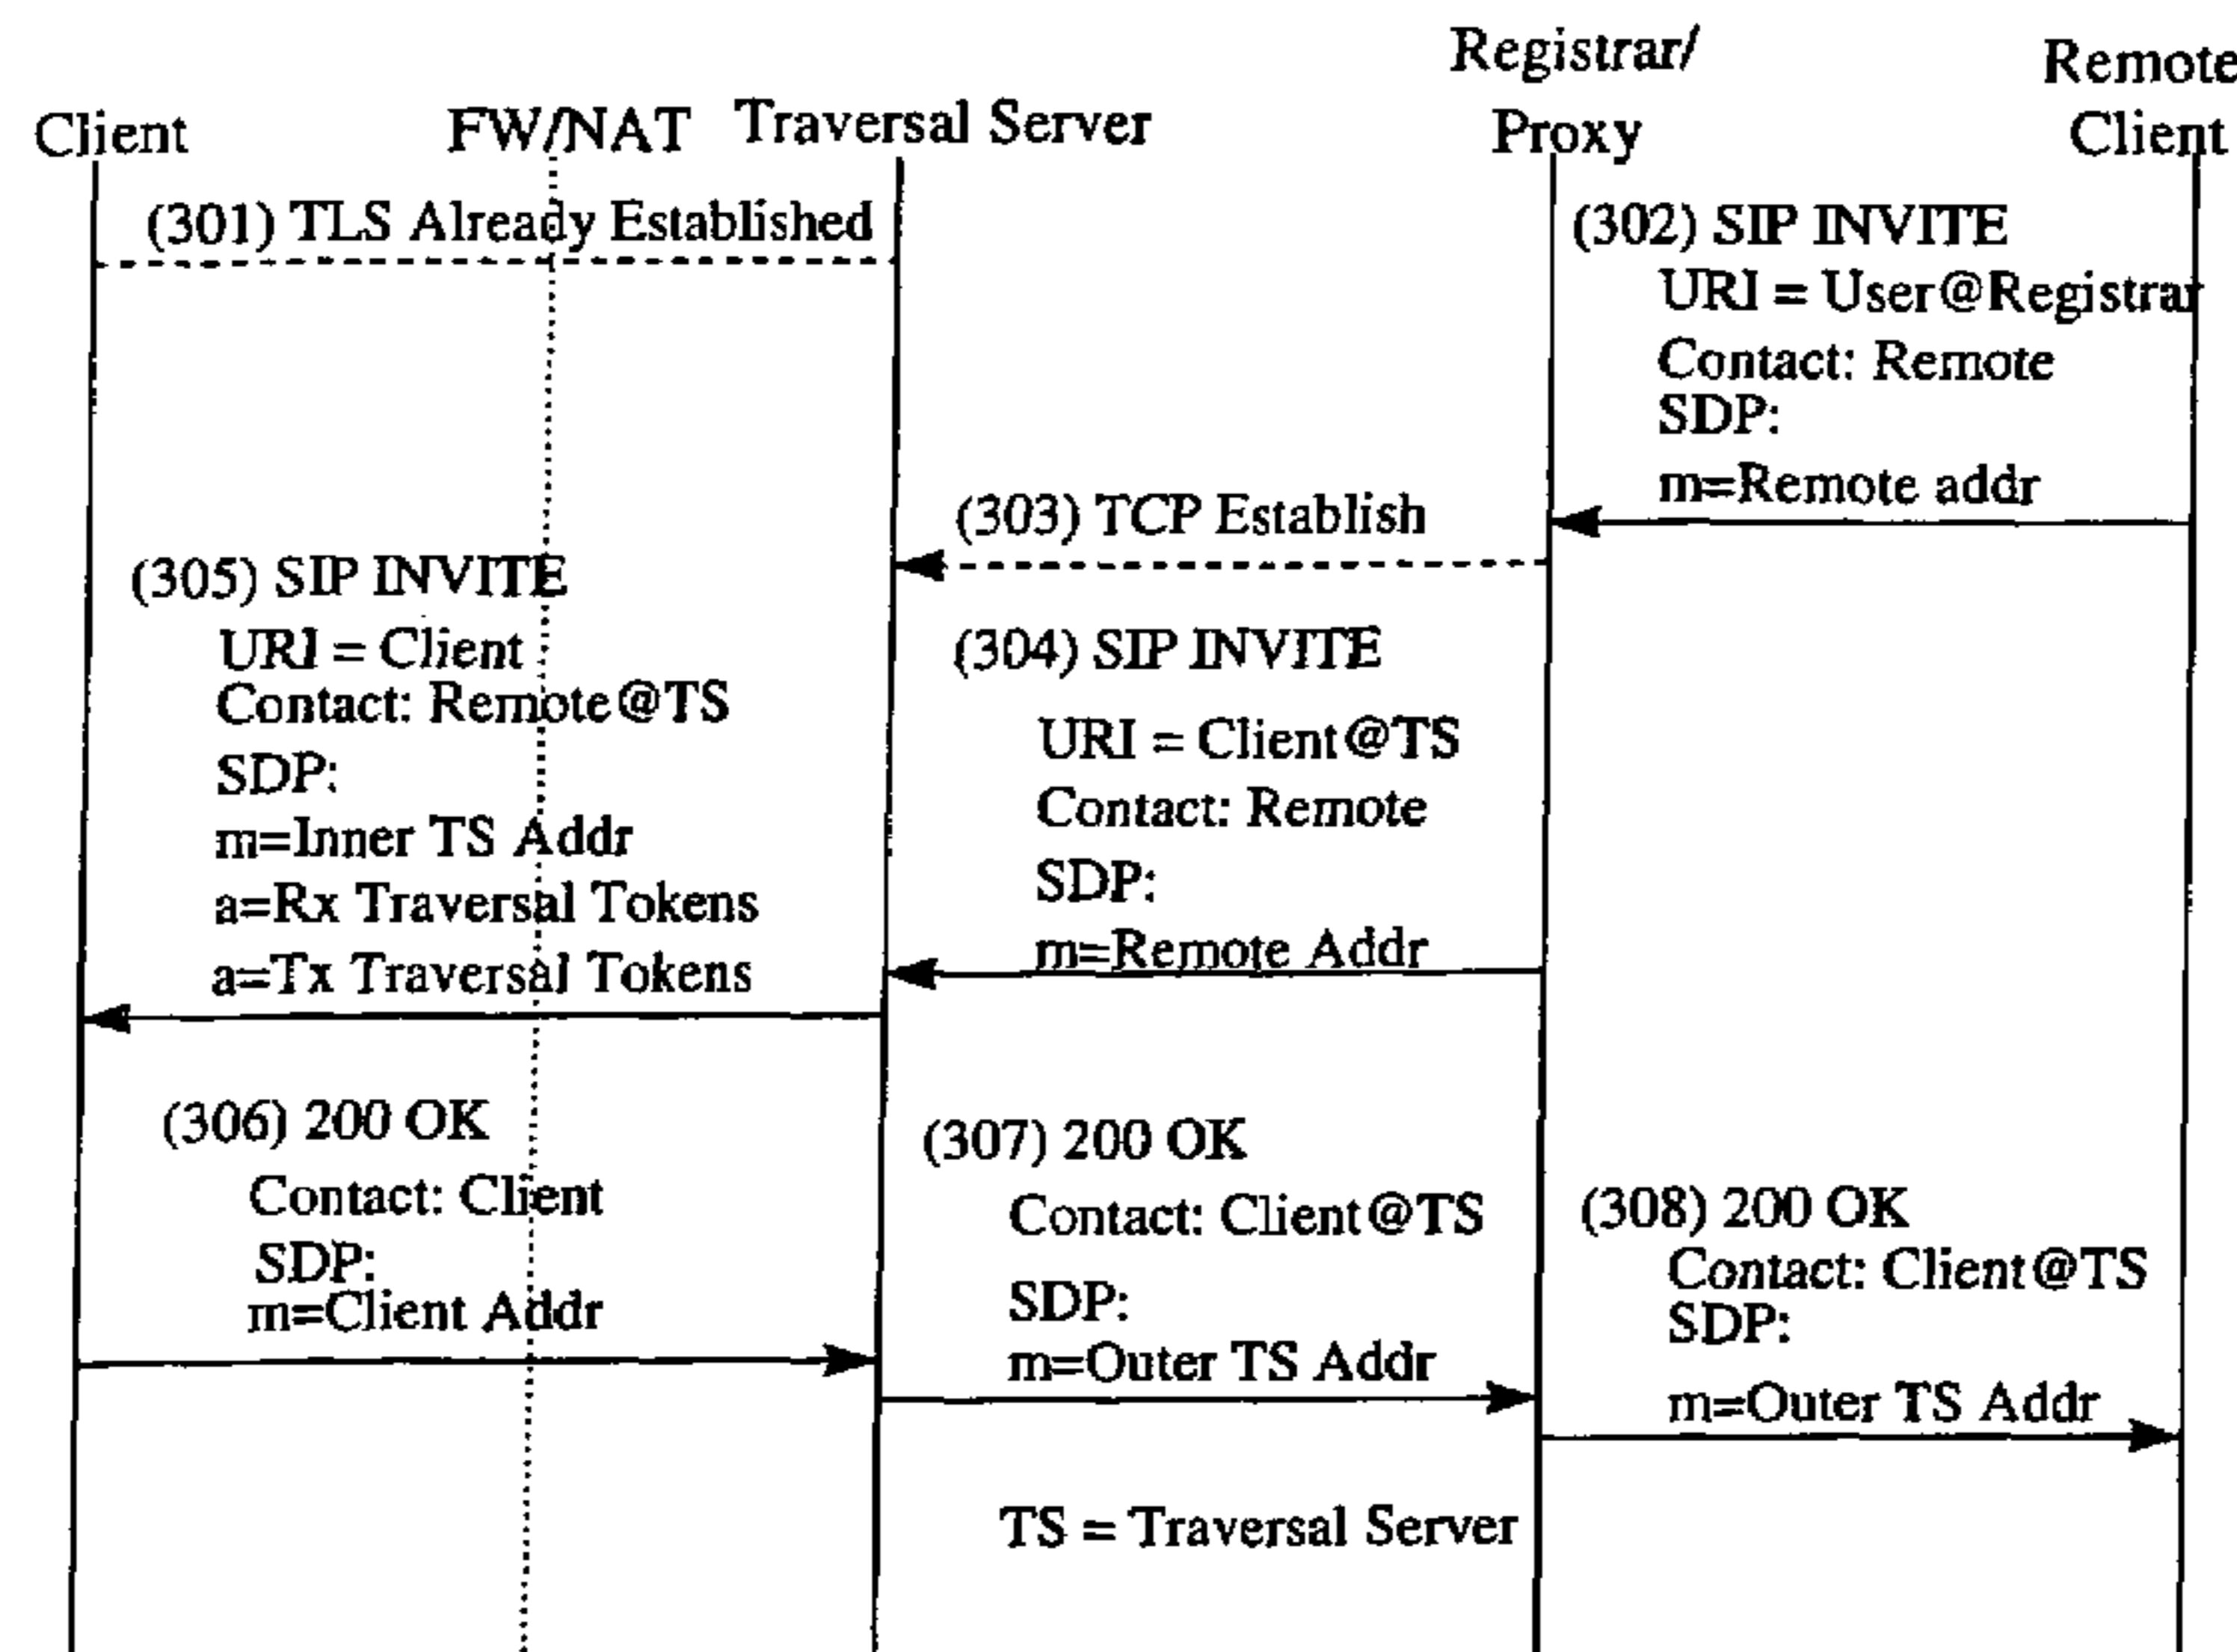 Client
FW/NAT
Traversal Server
Registrar/
Proxy
Remote
Client
(301) TLS Already Established
(302) SIP INVITE
URI = User@Registrar
Contact: Remote
SDP:
m=Remote addr
(303) TCP Establish
(304) SIP INVITE
URI = Client@TS
Contact: Remote
SDP:
m=Remote Addr
(305) SIP INVITE
URI = Client
Contact: Remote@TS
SDP:
m=Inner TS Addr
a=Rx Traversal Tokens
a=Tx Traversal Tokens
(306) 200 OK
Contact: Client
SDP:
m=Client Addr
(307) 200 OK
Contact: Client@TS
SDP:
m=Outer TS Addr
(308) 200 OK
Contact: Client@TS
SDP:
m=Outer TS Addr
TS = Traversal Server